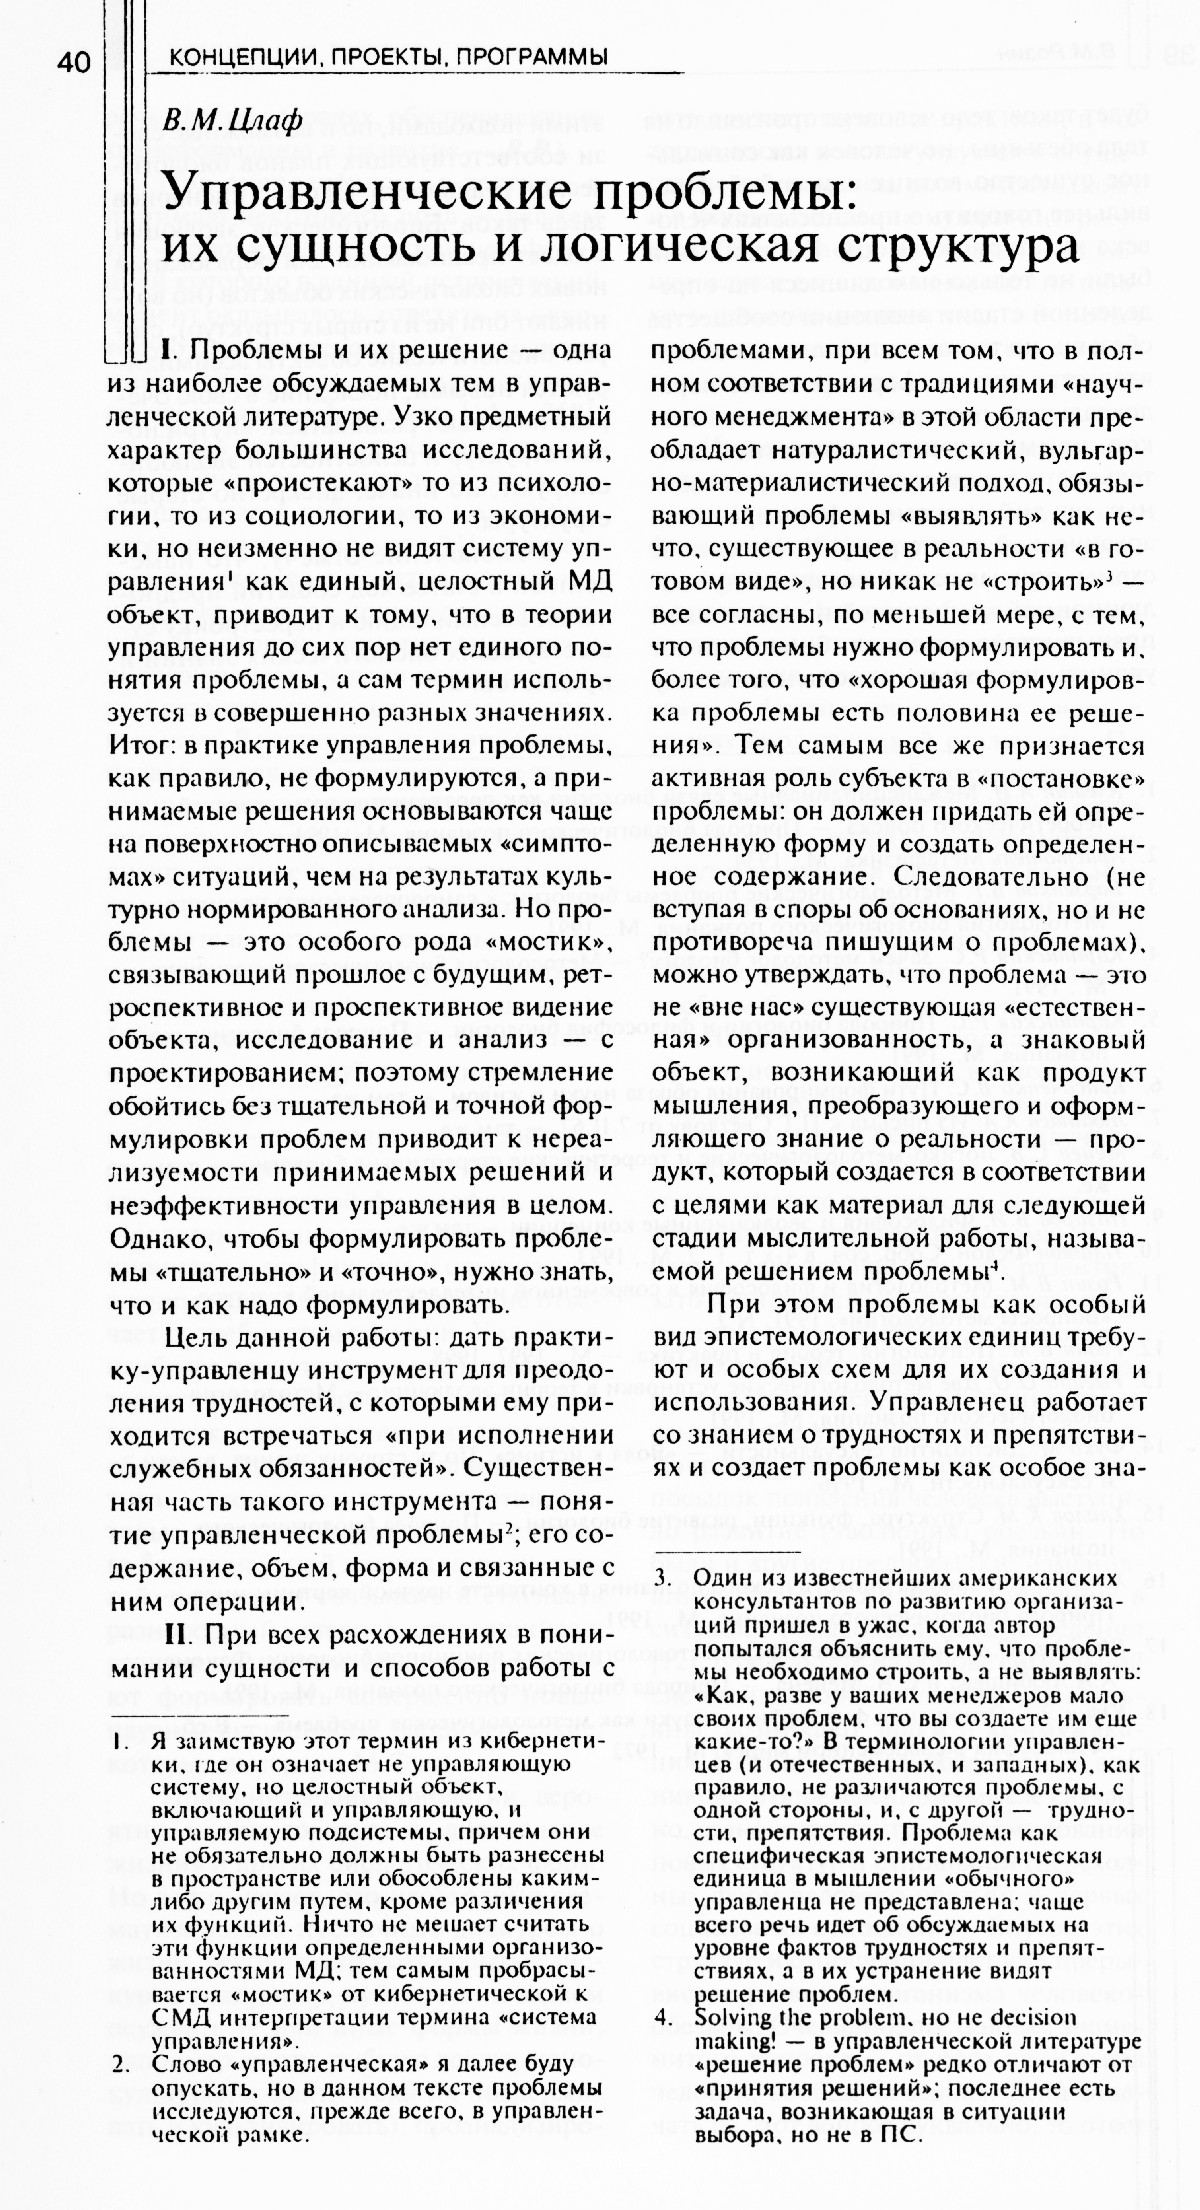 40
КОНЦЕПЦИИ, ПРОЕКТЫ, ПРОГРАММЫ
В.М.Цлаф
Управленческие проблемы:
их сущность и логическая структура
I. Проблемы и их решение — одна
из наиболее обсуждаемых тем в управ-
ленческой литературе. Узко предметный
характер большинства исследований,
которые «проистекают» то из психоло-
гии, то из социологии, то из экономи-
ки, но неизменно не видят систему уп-
равления¹ как единый, целостный МД
объект, приводит к тому, что в теории
управления до сих пор нет единого по-
нятия проблемы, а сам термин исполь-
зуется в совершенно разных значениях.
Итог: в практике управления проблемы,
как правило, не формулируются, а при-
нимаемые решения основываются чаще
на поверхностно описываемых «симпто-
мах» ситуаций, чем на результатах куль-
турно нормированного анализа. Но про-
блемы — это особого рода «мостик»,
связывающий прошлое с будущим, рет-
роспективное и проспективное видение
объекта, исследование и анализ — с
проектированием; поэтому стремление
обойтись без тщательной и точной фор-
мулировки проблем приводит к нереа-
лизуемости принимаемых решений и
неэффективности управления в целом.
Однако, чтобы формулировать пробле-
мы «тщательно» и «точно», нужно знать,
что и как надо формулировать.
Цель данной работы: дать практи-
ку-управленцу инструмент для преодо-
ления трудностей, с которыми ему при-
ходится встречаться «при исполнении
служебных обязанностей». Существен-
ная часть такого инструмента — поня-
тие управленческой проблемы²; его со-
держание, объем, форма и связанные с
ним операции.
II. При всех расхождениях в пони-
мании сущности и способов работы с
1. Я заимствую этот термин из кибернети-
ки, где он означает не управляющую
систему, но целостный объект,
включающий и управляющую, и
управляемую подсистемы, причем они
не обязательно должны быть разнесены
в пространстве или обособлены каким-
либо другим путем, кроме различения
их функций. Ничто не мешает считать
эти функции определенными организо-
ванностями МД; тем самым пробрасы-
вается «мостик» от кибернетической к
СМД интерпретации термина «система
управления».
2. Слово «управленческая» я далее буду
опускать, но в данном тексте проблемы
исследуются, прежде всего, в управлен-
ческой рамке.
проблемами, при всем том, что в пол-
ном соответствии с традициями «науч-
ного менеджмента» в этой области пре-
обладает натуралистический, вульгар-
но-материалистический подход, обязы-
вающий проблемы «выявлять» как не-
что, существующее в реальности «в го-
товом виде», но никак не «строить»³ —
все согласны, по меньшей мере, с тем,
что проблемы нужно формулировать и,
более того, что «хорошая формулиров-
ка проблемы есть половина ее реше-
ния». Тем самым все же признается
активная роль субъекта в «постановке»
проблемы: он должен придать ей опре-
деленную форму и создать определен-
ное содержание. Следовательно (не
вступая в споры об основаниях, но и не
противореча пишущим о проблемах),
можно утверждать, что проблема — это
не «вне нас» существующая «естествен-
ная» организованность, а знаковый
объект, возникающий как продукт
мышления, преобразующего и оформ-
ляющего знание о реальности — про-
дукт, который создается в соответствии
с целями как материал для следующей
стадии мыслительной работы, называ-
емой решением проблемы⁴.
При этом проблемы как особый
вид эпистемологических единиц требу-
ют и особых схем для их создания и
использования. Управленец работает
со знанием о трудностях и препятстви-
ях и создает проблемы как особое зна-
3. Один из известнейших американских
консультантов по развитию организа-
ций пришел в ужас, когда автор
попытался объяснить ему, что пробле-
мы необходимо строить, а не выявлять:
«Как, разве у ваших менеджеров мало
своих проблем, что вы создаете им еще
какие-то?» В терминологии управлен-
цев (и отечественных, и западных), как
правило, не различаются проблемы, с
одной стороны, и, с другой — трудно-
сти, препятствия. Проблема как
специфическая эпистемологическая
единица в мышлении «обычного»
управленца не представлена; чаще
всего речь идет об обсуждаемых на
уровне фактов трудностях и препят-
ствиях, а в их устранение видят
решение проблем.
4. Solving the problem, но не decision
making! — в управленческой литературе
«решение проблем» редко отличают от
«принятия решений»; последнее есть
задача, возникающая в ситуации
выбора, но не в ПС.